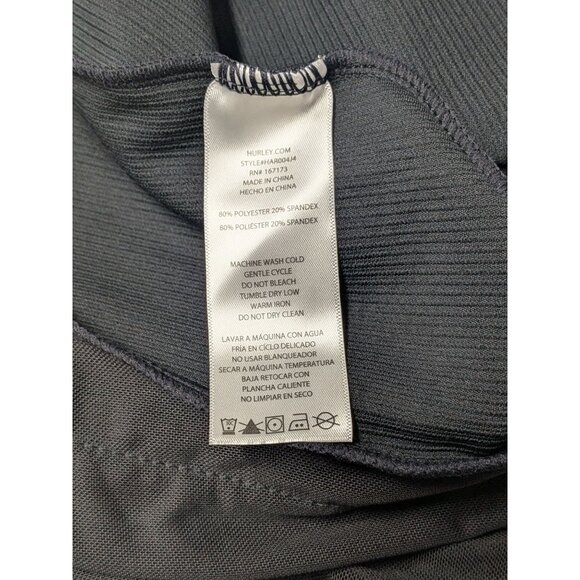 HURLEY.COM
STYLE#HAR004J4
RN# 167173
MADE IN CHINA
HECHO EN CHINA
80% POLYESTER 20% SPANDEX
80% POLIÉSTER 20% SPANDEX
MACHINE WASH COLD
GENTLE CYCLE
DO NOT BLEACH
TUMBLE DRY LOW
WARM IRON
DO NOT DRY CLEAN
LAVAR A MÁQUINA CON AGUA
FRÍA EN CÍCLO DELICADO
NO USAR BLANQUEADOR
SECAR A MÁQUINA TEMPERATURA
BAJA RETOCAR CON
PLANCHA CALIENTE
NO LIMPIAR EN SECO